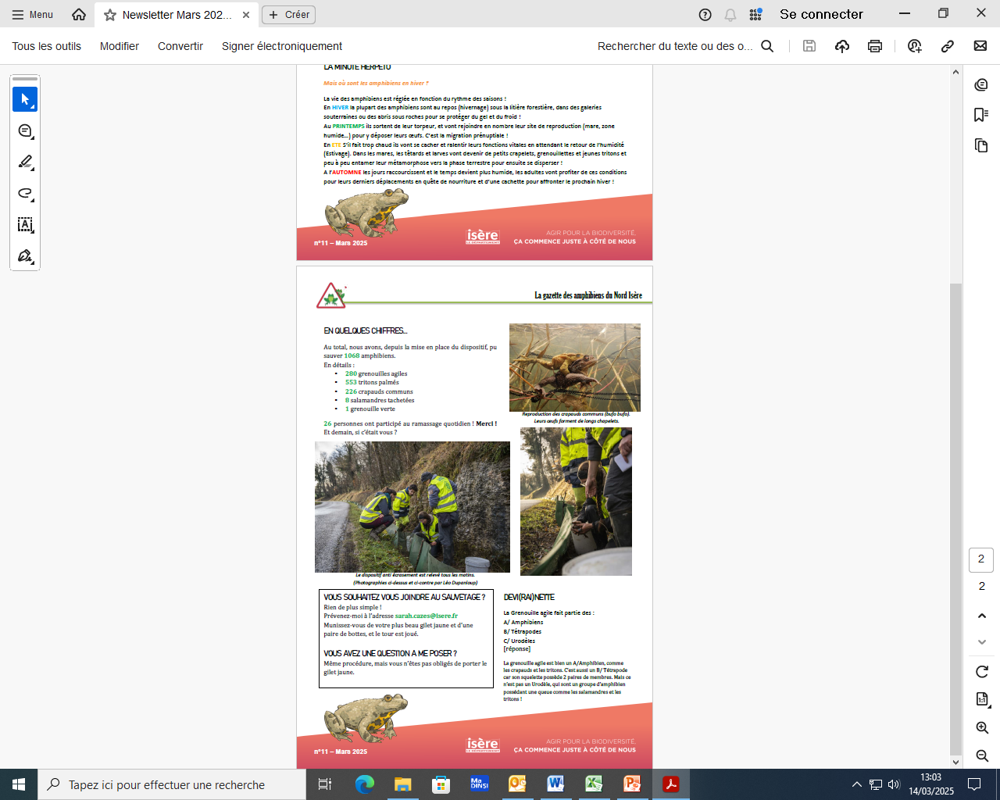 Menu
Newsletter Mars 202...
Créer
Se connecter
Tous les outils
Modifier
Convertir
Signer électroniquement
Rechercher du texte ou des o...
LA MINUTE HERPETO
Mais où sont les amphibiens en hiver ?
La vie des amphibiens est réglée en fonction du rythme des saisons !
En HIVER la plupart des amphibiens sont au repos (hivernage) sous la litière forestière, dans des galeries
souterraines ou des abris sous roches pour se protéger du gel et du froid !
Au PRINTEMPS ils sortent de leur torpeur, et vont rejoindre en nombre leur site de reproduction (mare, zone
humide...) pour y déposer leurs œufs. C'est la migration prénuptiale !
En ETE S'il fait trop chaud ils vont se cacher et ralentir leurs fonctions vitales en attendant le retour de l'humidité
(Estivage). Dans les mares, les têtards et larves vont devenir de petits crapelets, grenouillettes et jeunes tritons et
peu à peu entamer leur métamorphose vers la phase terrestre pour ensuite se disperser !
A l'AUTOMNE les jours raccourcissent et le temps devient plus humide, les adultes vont profiter de ces conditions
pour leurs derniers déplacements en quête de nourriture et d'une cachette pour affronter le prochain hiver !
n°11 – Mars 2025
isère
LE DÉPARTEMENT
AGIR POUR LA BIODIVERSITÉ,
ÇA COMMENCE JUSTE À CÔTÉ DE NOUS
La gazette des amphibiens du Nord Isère
EN QUELQUES CHIFFRES...
Au total, nous avons, depuis la mise en place du dispositif, pu
sauver 1068 amphibiens.
En détails :
• 280 grenouilles agiles
• 553 tritons palmés
• 226 crapauds communs
• 8 salamandres tachetées
• 1 grenouille verte
26 personnes ont participé au ramassage quotidien ! Merci !
Et demain, si c'était vous ?
Reproduction des crapauds communs (bufo bufo).
Leurs œufs forment de longs chapelets.
Le dispositif anti écrasement est relevé tous les matins.
(Photographies ci-dessus et ci-contre par Léo Dupanloup)
VOUS SOUHAITEZ VOUS JOINDRE AU SAUVETAGE ?
Rien de plus simple !
Prévenez-moi à l'adresse sarah.cazes@isere.fr
Munissez-vous de votre plus beau gilet jaune et d'une
paire de bottes, et le tour est joué.
VOUS AVEZ UNE QUESTION A ME POSER ?
Même procédure, mais vous n'êtes pas obligés de porter le
gilet jaune.
DEVI(RAI)NETTE
La Grenouille agile fait partie des :
A/ Amphibiens
B/ Tétrapodes
C/ Urodèles
[réponse]
La grenouille agile est bien un A/Amphibien, comme
les crapauds et les tritons. C'est aussi un B/ Tétrapode
car son squelette possède 2 paires de membres. Mais ce
n'est pas un Urodèle, qui sont un groupe d'amphibien
possédant une queue comme les salamandres et les
tritons !
n°11 – Mars 2025
isère
LE DÉPARTEMENT
AGIR POUR LA BIODIVERSITÉ,
ÇA COMMENCE JUSTE À CÔTÉ DE NOUS
2
2
1:1
Tapez ici pour effectuer une recherche
Ma
DINSI
13:03
14/03/2025